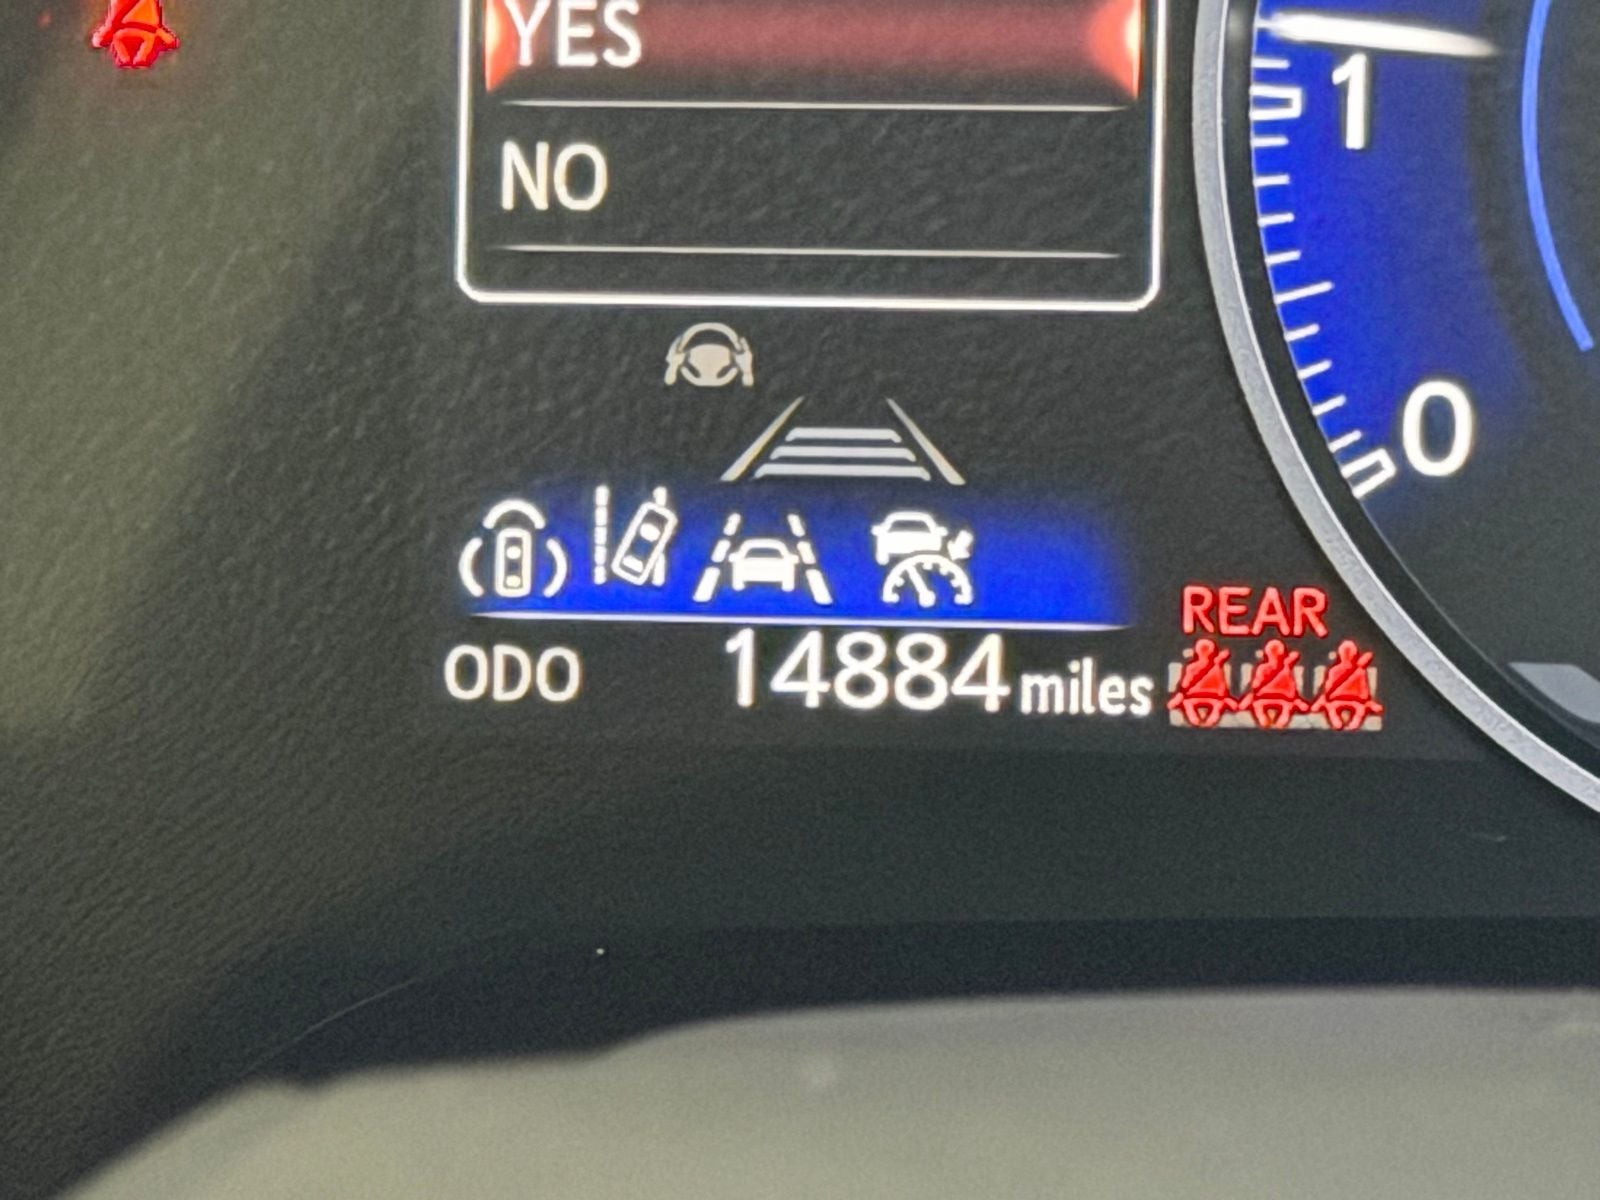 YES
NO
1
0
REAR
ODO 14884 miles